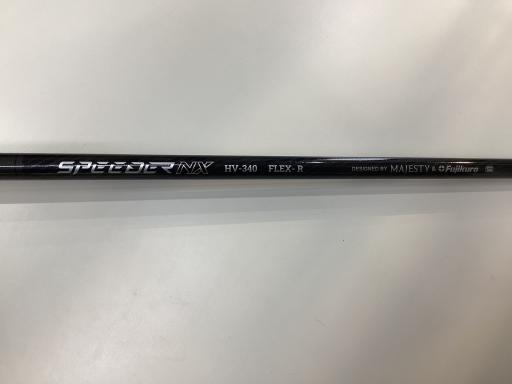 SPEEDER NX HV-340 FLEX-R DESIGNED BY MAJESTY & Fujikura